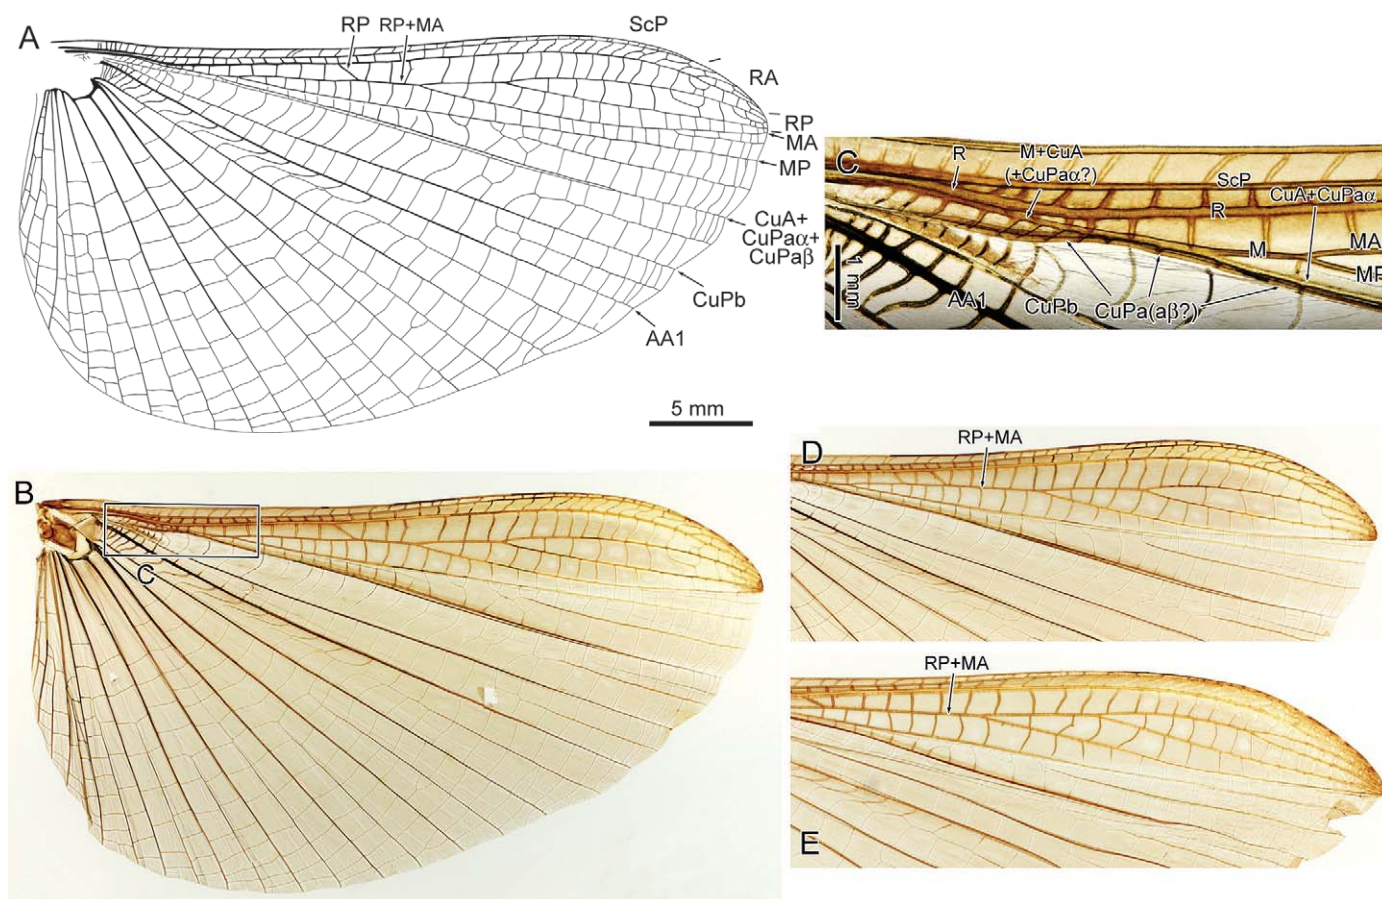 A
RP
RP+MA
ScP
RA
RP
MA
MP
CuA+
CuPaα+
CuPaβ
CuPb
AA1
5 mm
B
C
C
R
M+CuA
(+CuPaα?)
ScP
CuA+CuPaα
R
M
MA
MP
AA1
CuPb
CuPa(aβ?)
1 mm
D
RP+MA
RP+MA
E